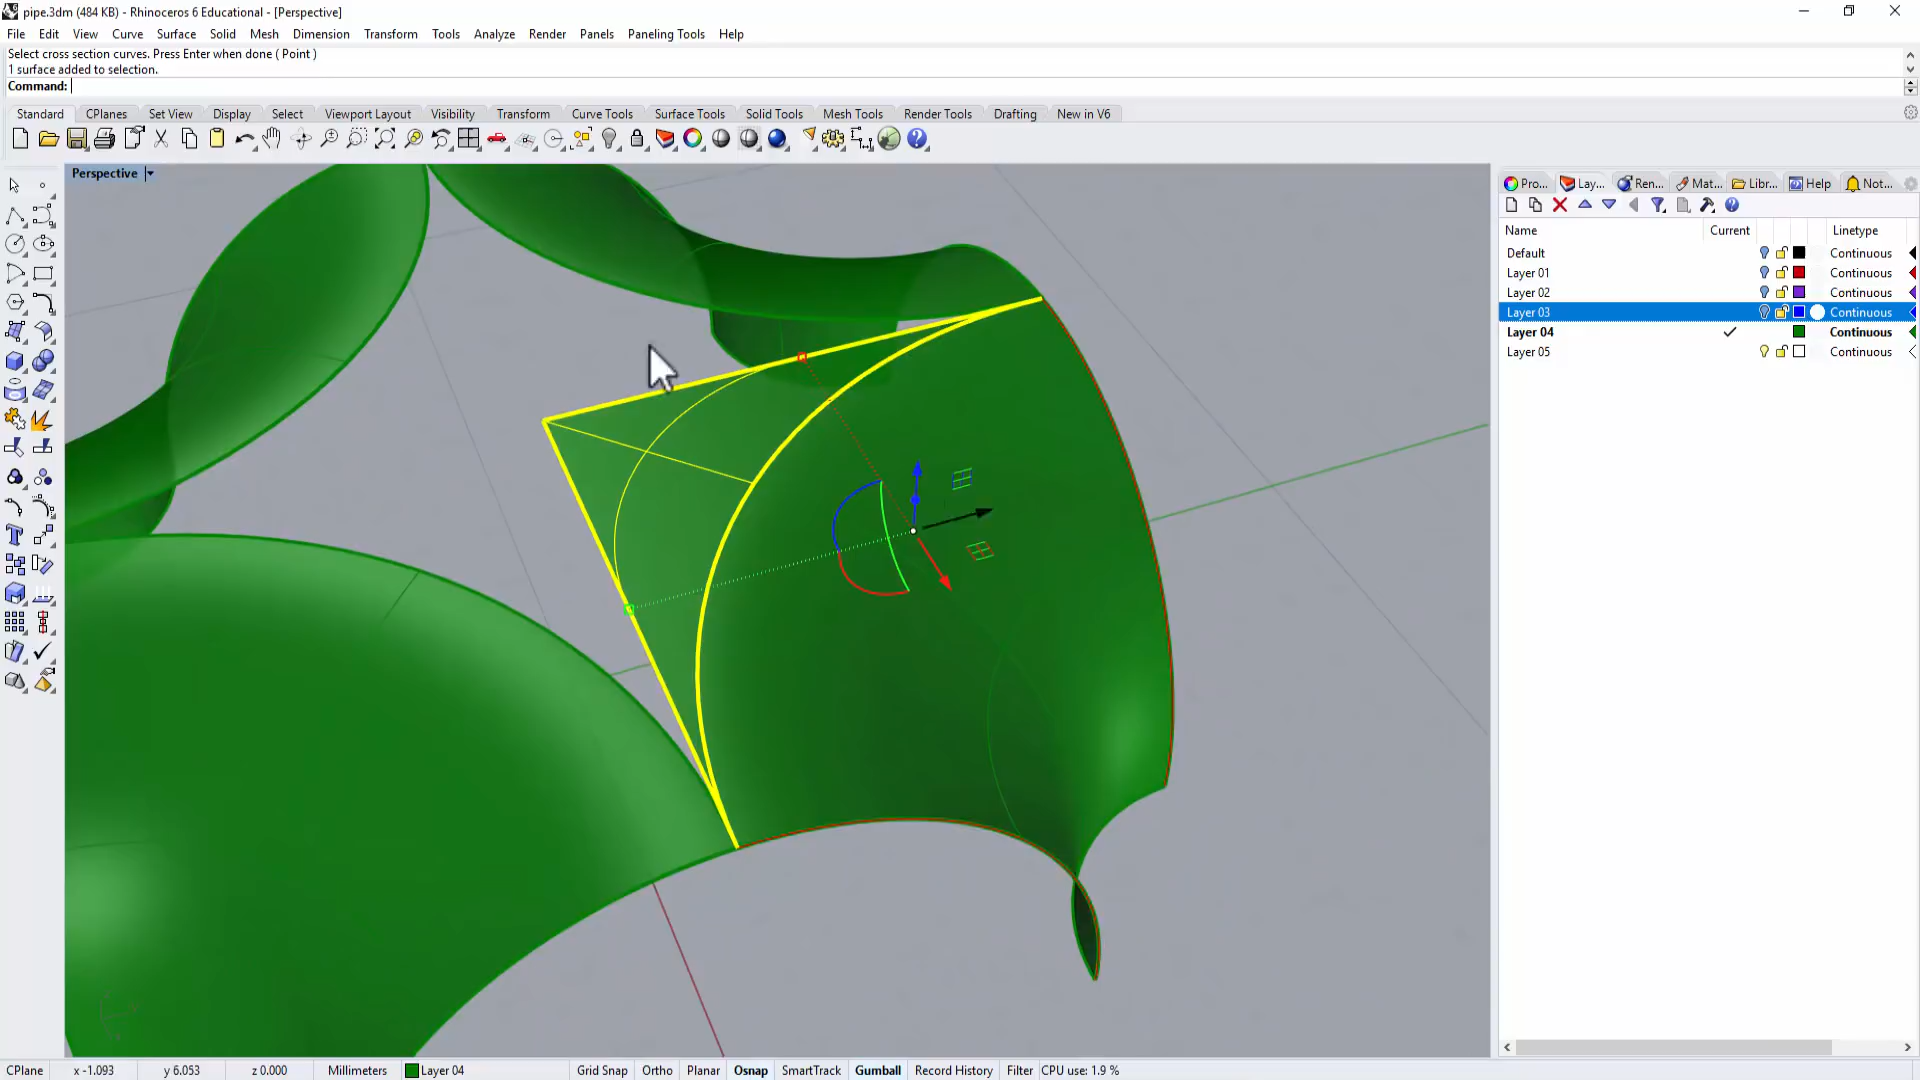 pipe.3dm (484 KB) - Rhinoceros 6 Educational - [Perspective]
File Edit View Curve Surface Solid Mesh Dimension Transform Tools Analyze Render Panels Paneling Tools Help
Select cross section curves. Press Enter when done ( Point )
1 surface added to selection.
Command:
Standard CPlanes Set View Display Select Viewport Layout Visibility Transform Curve Tools Surface Tools Solid Tools Mesh Tools Render Tools Drafting New in V6
Perspective
Pro... Lay... Ren... Mat... Libr... Help Not...
Name Current Linetype
Default Continuous
Layer 01 Continuous
Layer 02 Continuous
Layer 03 Continuous
Layer 04 Continuous
Layer 05 Continuous
CPlane x -1.093 y 6.053 z 0.000 Millimeters Layer 04 Grid Snap Ortho Planar Osnap SmartTrack Gumball Record History Filter CPU use: 1.9 %